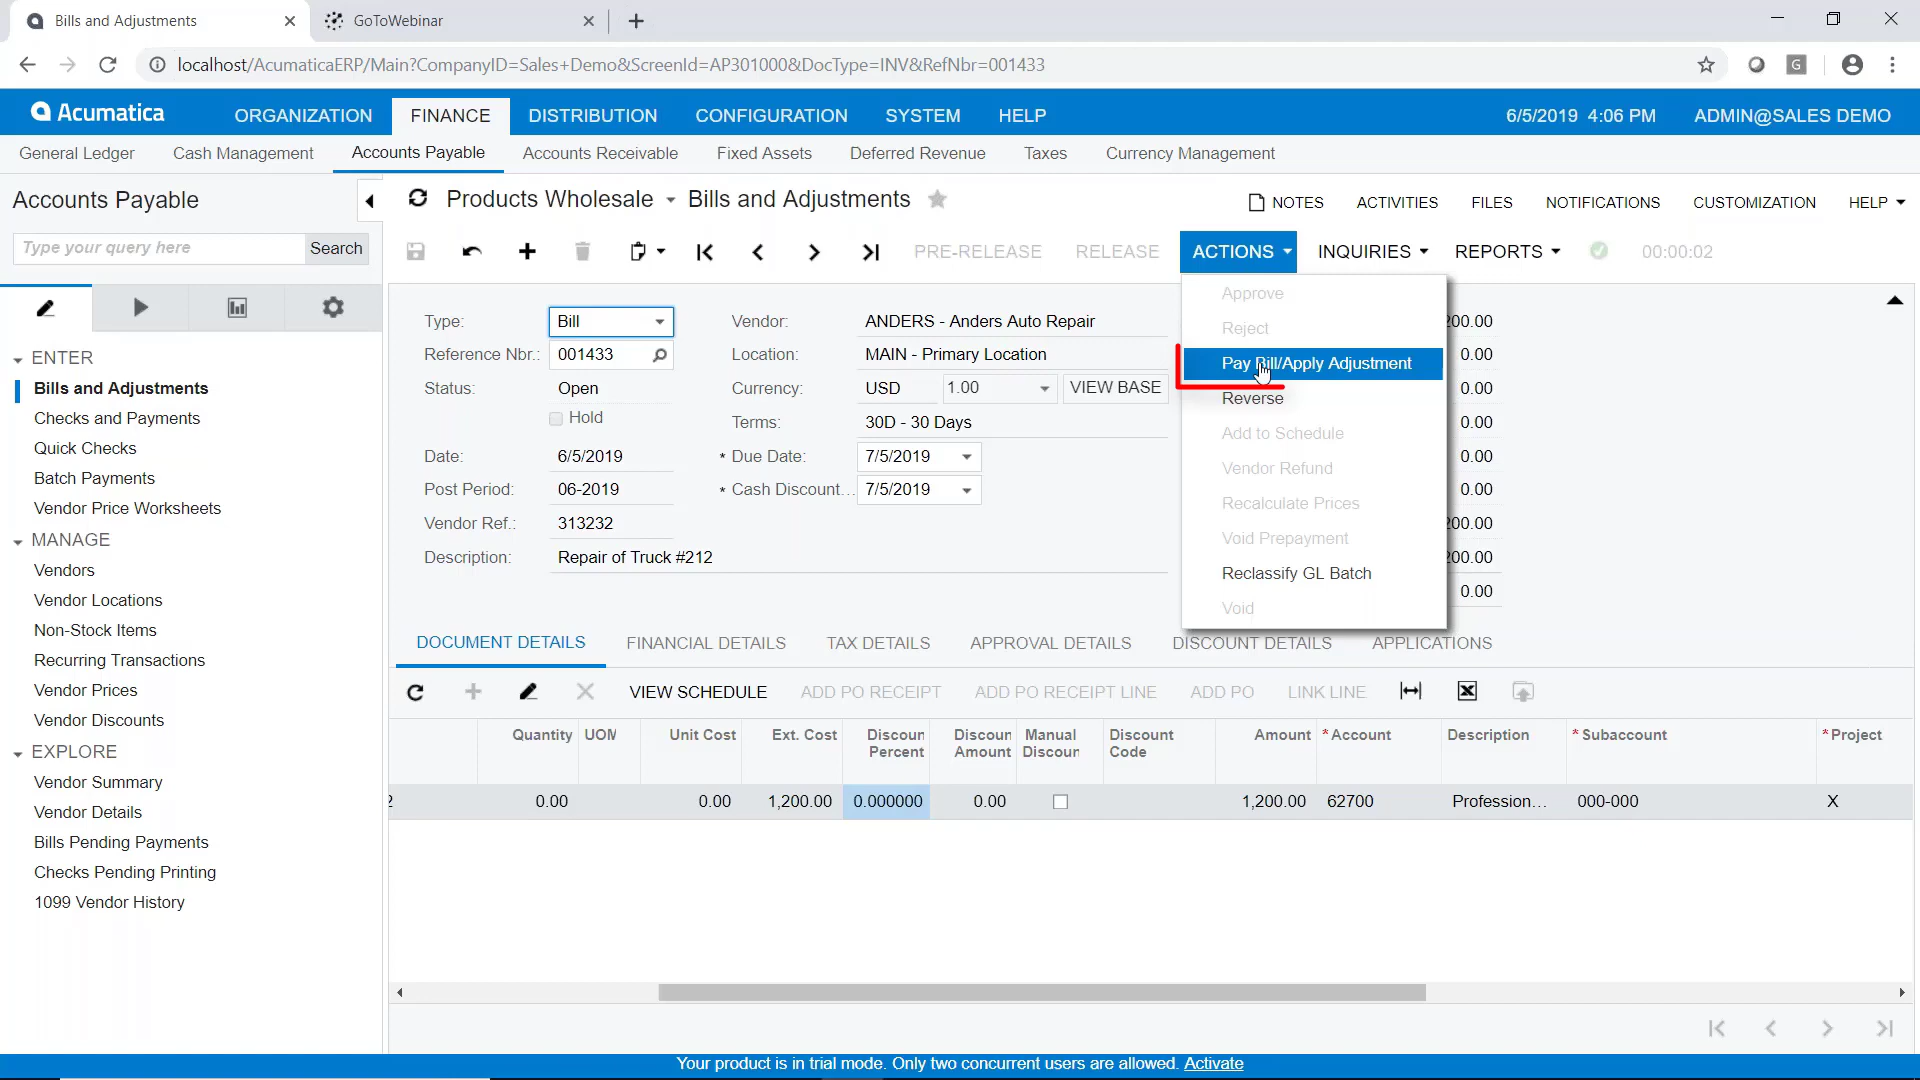 Bills and Adjustments
GoToWebinar
localhost/AcumaticaERP/Main?CompanyID=Sales+Demo&ScreenId=AP301000&DocType=INV&RefNbr=001433
G
Acumatica
ORGANIZATION FINANCE DISTRIBUTION CONFIGURATION SYSTEM HELP
6/5/2019 4:06 PM ADMIN@SALES DEMO
General Ledger Cash Management Accounts Payable Accounts Receivable Fixed Assets Deferred Revenue Taxes Currency Management
Accounts Payable
Type your query here Search
ENTER
Bills and Adjustments
Checks and Payments
Quick Checks
Batch Payments
Vendor Price Worksheets
MANAGE
Vendors
Vendor Locations
Non-Stock Items
Recurring Transactions
Vendor Prices
Vendor Discounts
EXPLORE
Vendor Summary
Vendor Details
Bills Pending Payments
Checks Pending Printing
1099 Vendor History
Products Wholesale Bills and Adjustments
NOTES ACTIVITIES FILES NOTIFICATIONS CUSTOMIZATION HELP
PRE-RELEASE RELEASE ACTIONS INQUIRIES REPORTS 00:00:02
Type: Bill
Reference Nbr.: 001433
Status: Open
Hold
Date: 6/5/2019
Post Period: 06-2019
Vendor Ref.: 313232
Description: Repair of Truck #212
Vendor: ANDERS - Anders Auto Repair
Location: MAIN - Primary Location
Currency: USD 1.00 VIEW BASE
Terms: 30D - 30 Days
* Due Date: 7/5/2019
* Cash Discount... 7/5/2019
Approve
Reject
Pay Bill/Apply Adjustment
Reverse
Add to Schedule
Vendor Refund
Recalculate Prices
Void Prepayment
Reclassify GL Batch
Void
200.00
0.00
0.00
0.00
0.00
0.00
200.00
200.00
0.00
DOCUMENT DETAILS FINANCIAL DETAILS TAX DETAILS APPROVAL DETAILS DISCOUNT DETAILS APPLICATIONS
VIEW SCHEDULE ADD PO RECEIPT ADD PO RECEIPT LINE ADD PO LINK LINE
Quantity UOM Unit Cost Ext. Cost Discoun Discoun Manual Discount Amount *Account Description *Subaccount *Project
Percent Amount Discoun Code
2 0.00 0.00 1,200.00 0.000000 0.00 1,200.00 62700 Profession... 000-000 X
Your product is in trial mode. Only two concurrent users are allowed. Activate